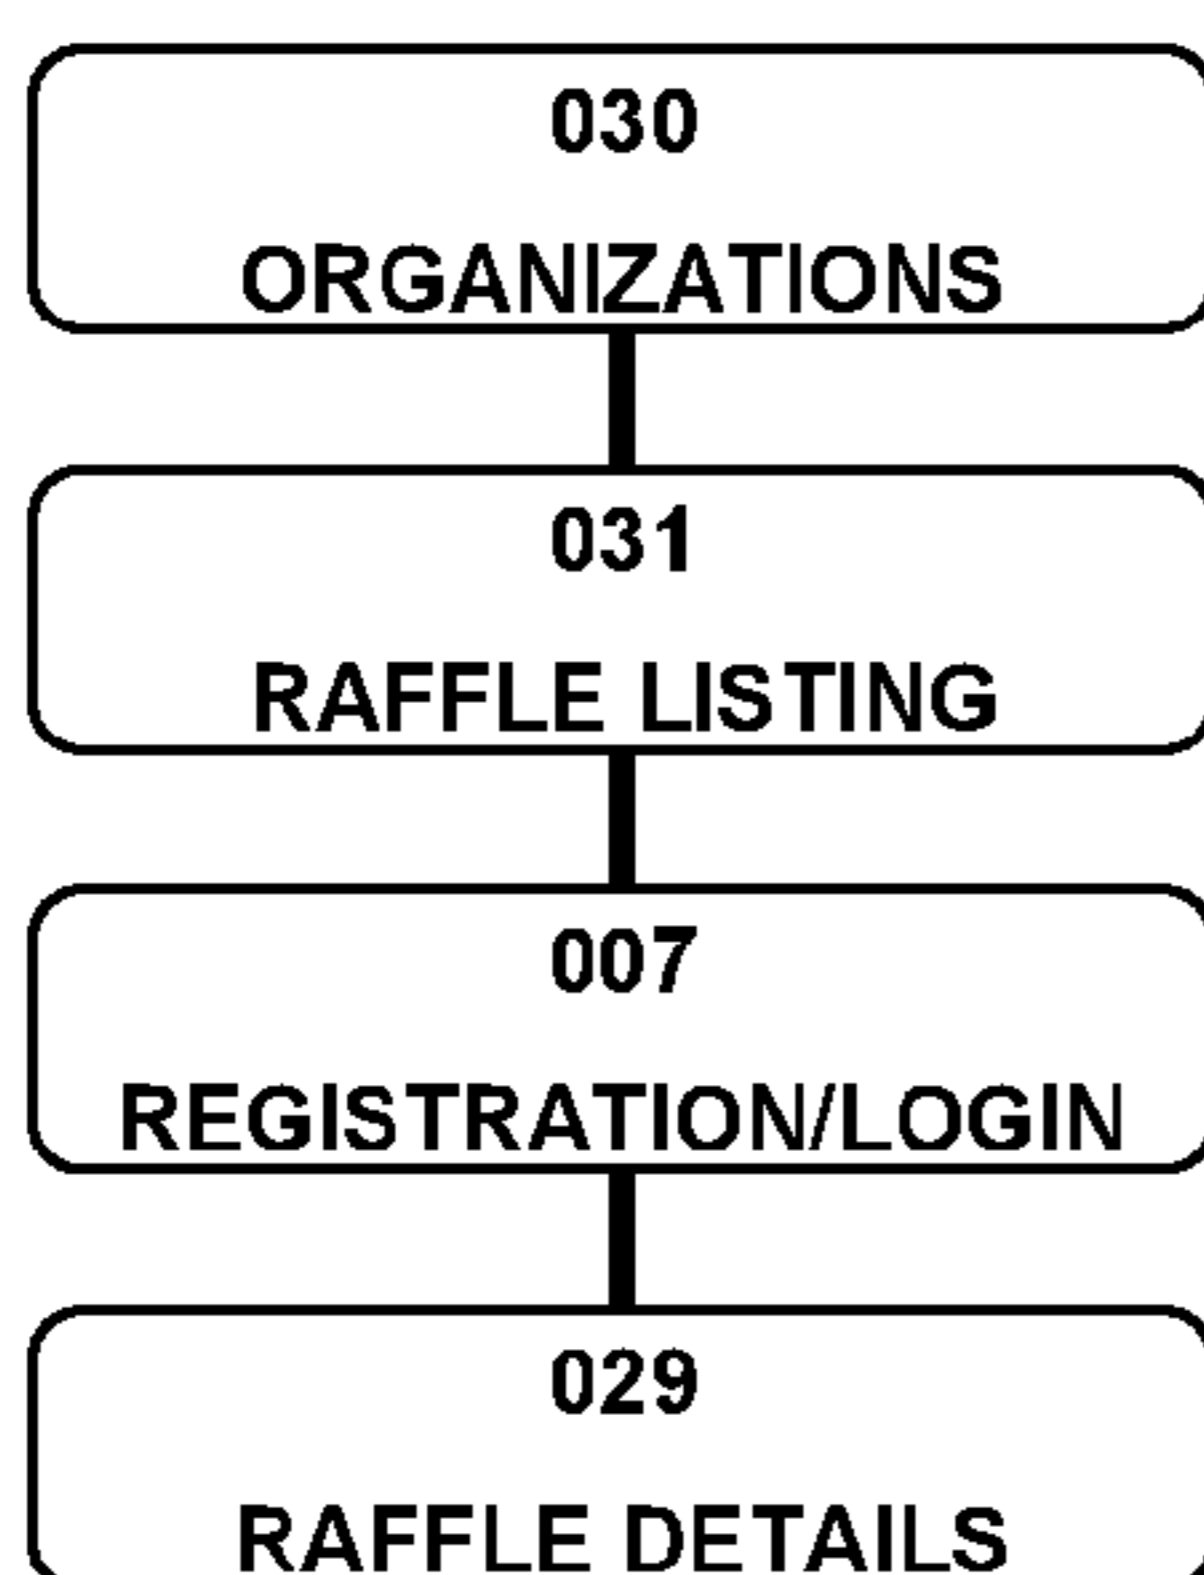 030
ORGANIZATIONS
031
RAFFLE LISTING
007
REGISTRATION/LOGIN
029
RAFFLE DETAILS